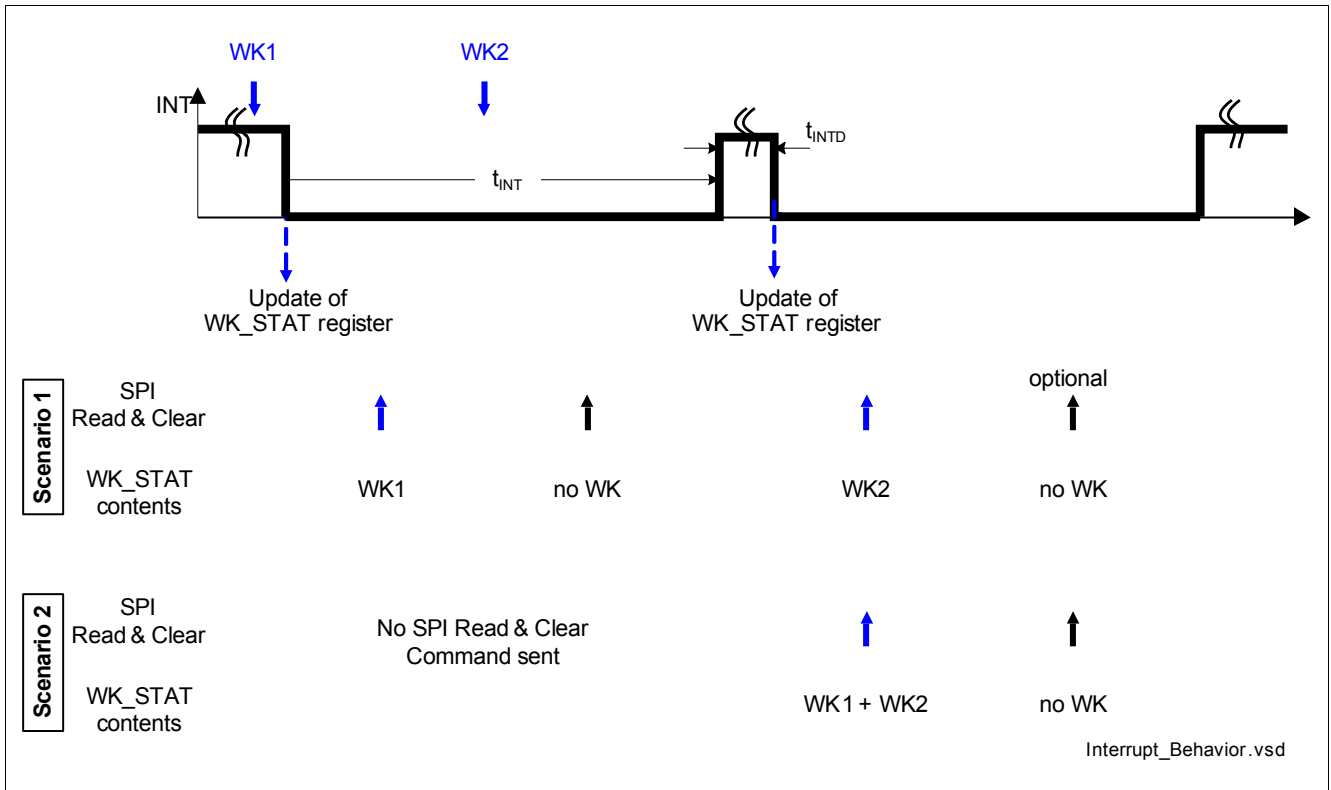 WK1 WK2
INT
tINTD
tINT
Update of
WK_STAT register
Update of
WK_STAT register
Scenario 1
SPI
Read & Clear
optional
WK_STAT
contents
WK1 no WK WK2 no WK
Scenario 2
SPI
Read & Clear
No SPI Read & Clear
Command sent
WK_STAT
contents
WK1 + WK2 no WK
Interrupt_Behavior.vsd